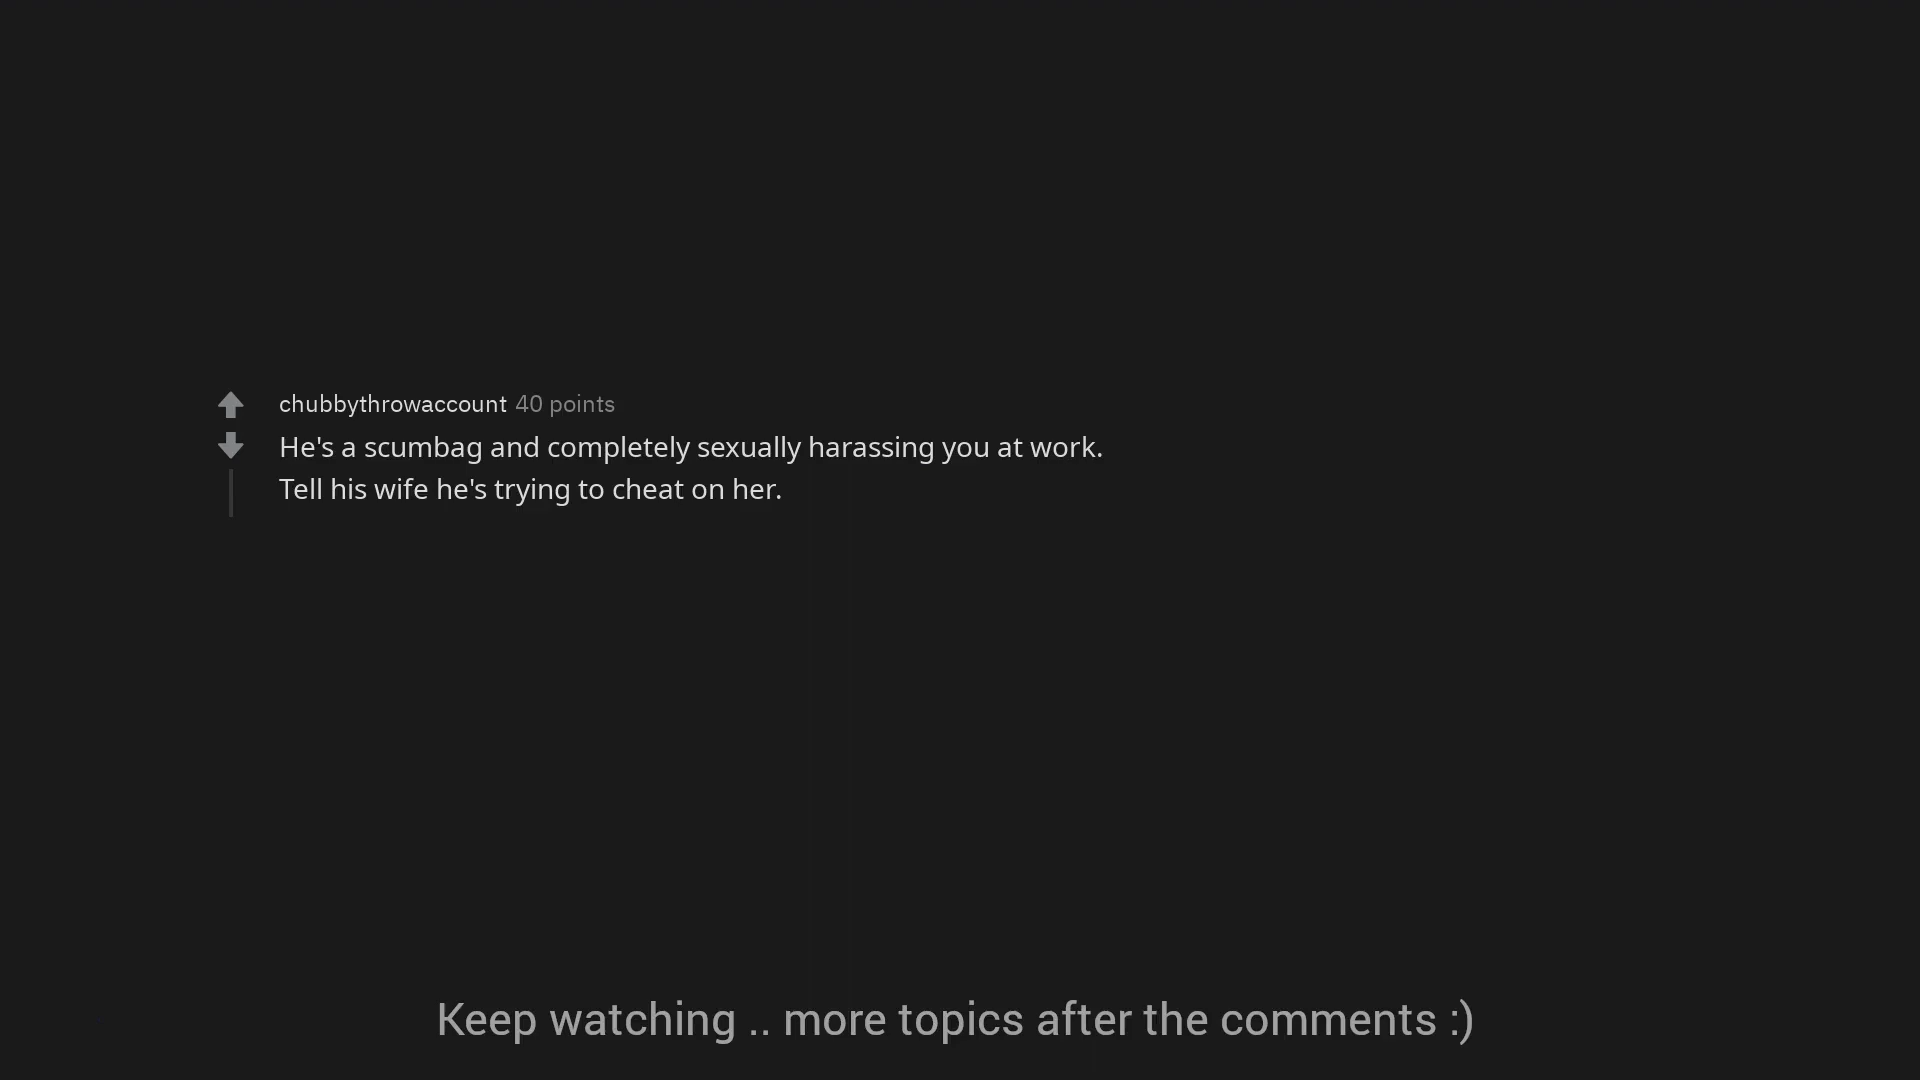 chubbythrowaccount 40 points
He's a scumbag and completely sexually harassing you at work.
Tell his wife he's trying to cheat on her.
Keep watching .. more topics after the comments :)